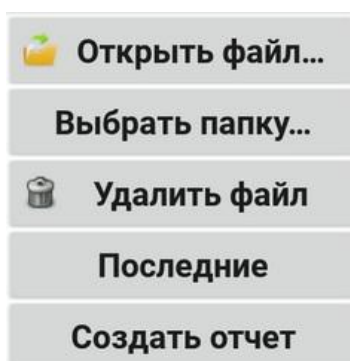 Открыть файл...
Выбрать папку...
Удалить файл
Последние
Создать отчет